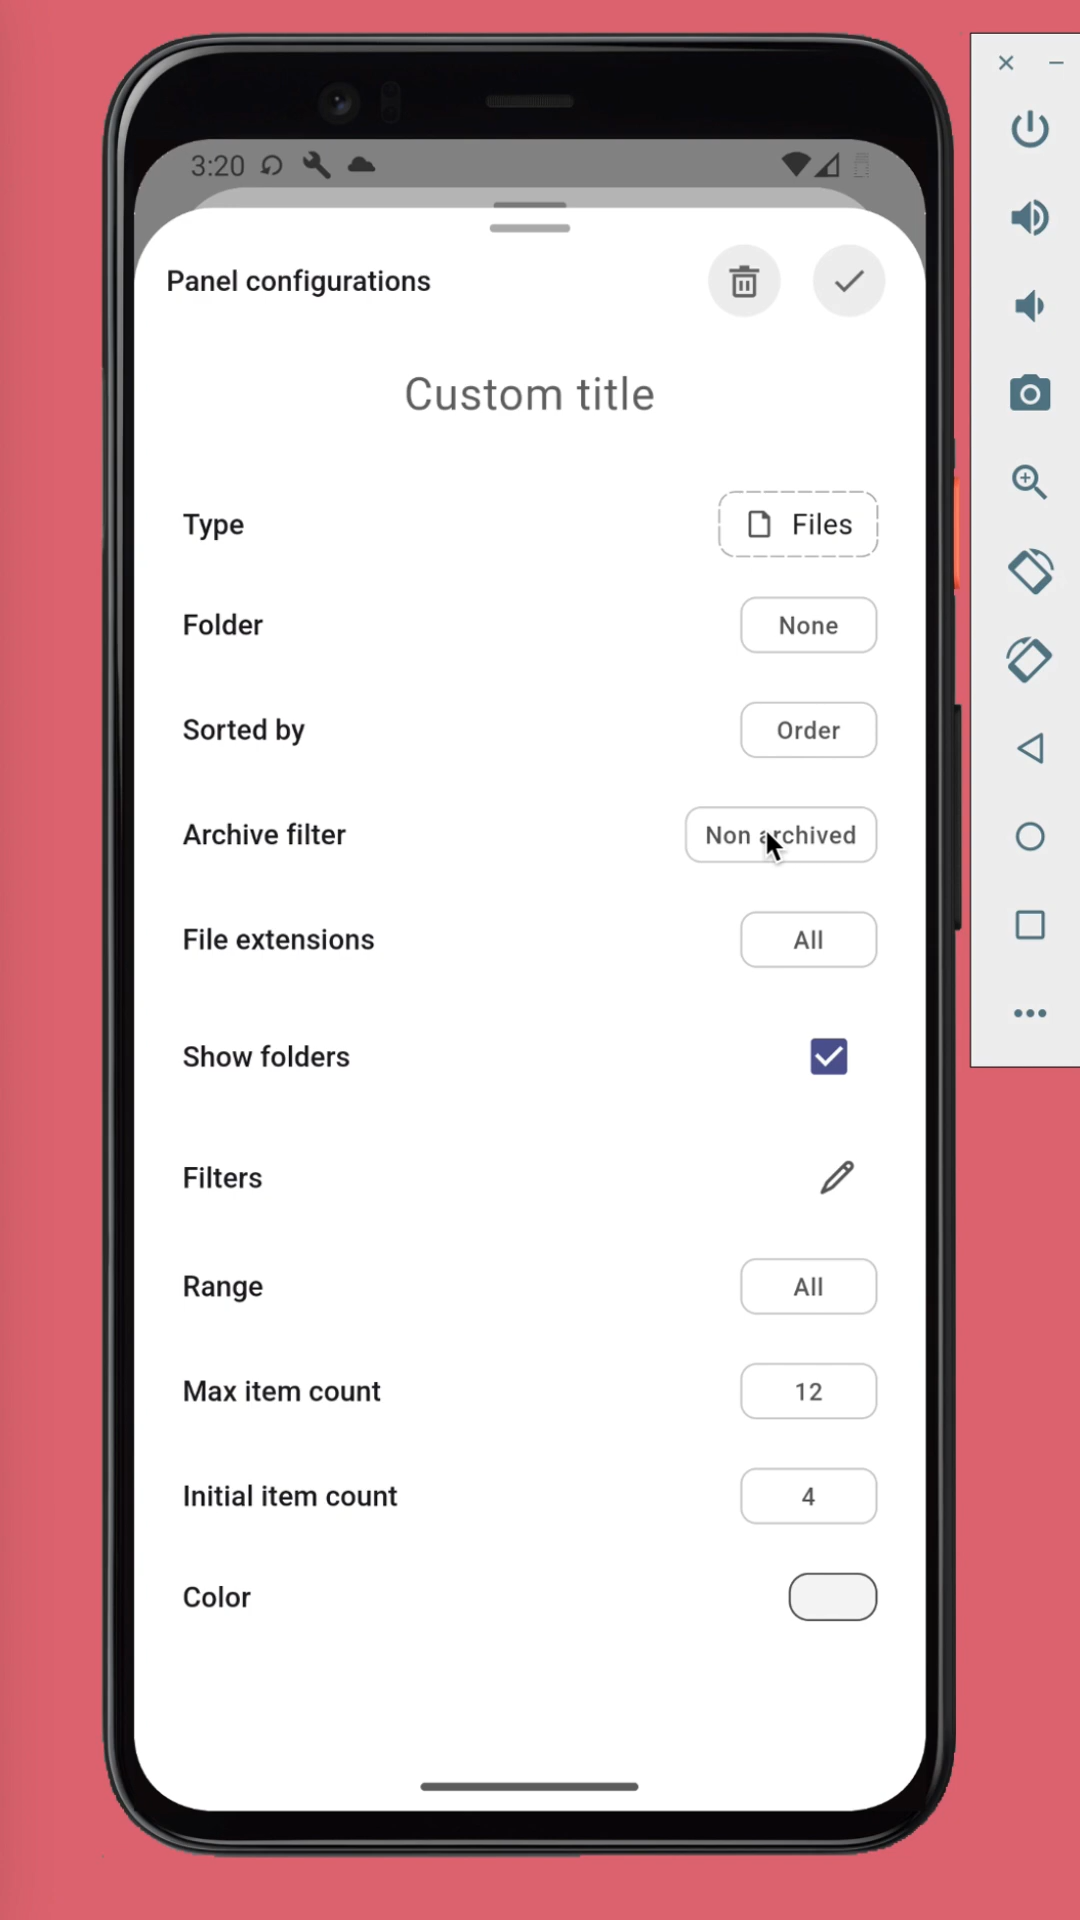 3:20
Panel configurations
Custom title
Type
Files
Folder
None
Sorted by
Order
Archive filter
Non archived
File extensions
All
Show folders
Filters
Range
All
Max item count
12
Initial item count
4
Color